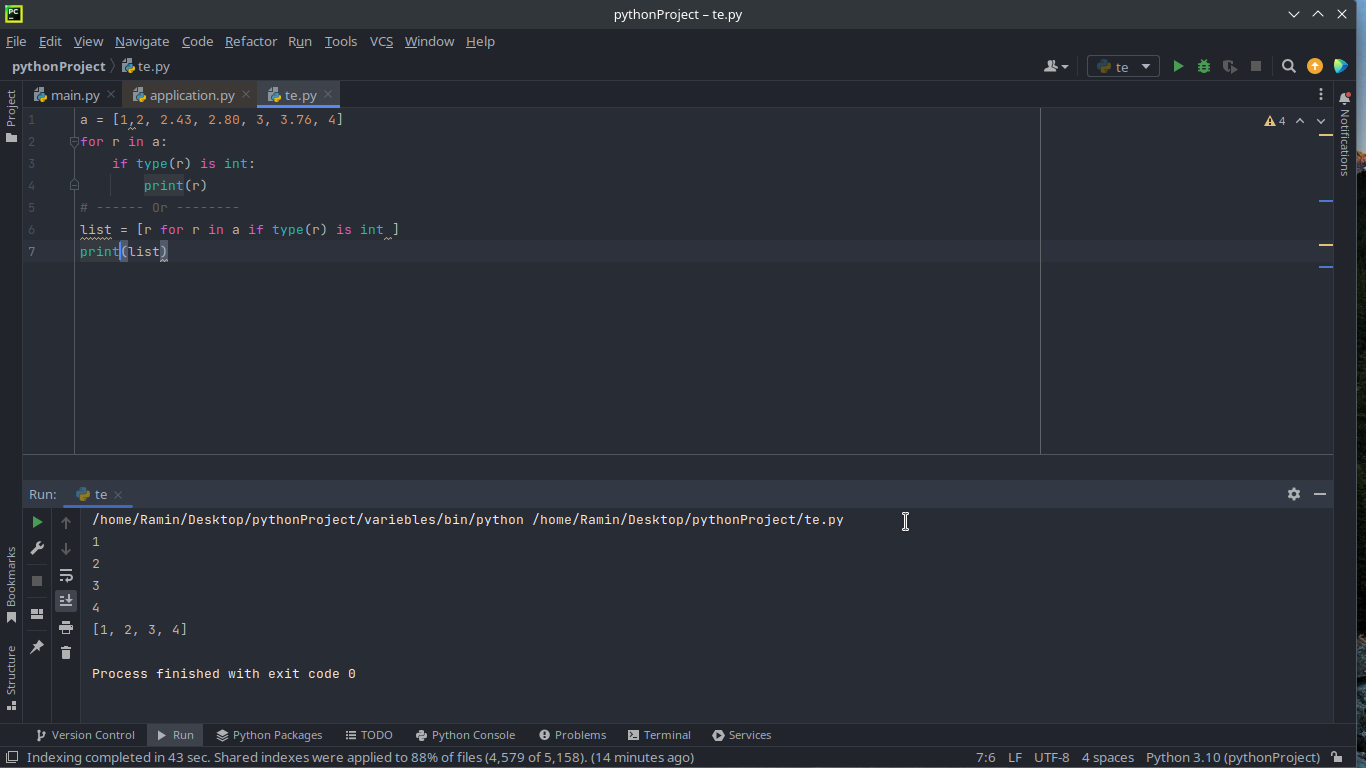 PC
pythonProject – te.py
File Edit View Navigate Code Refactor Run Tools VCS Window Help
pythonProject te.py te
main.py application.py te.py
Project
Notifications
1 a = [1,2, 2.43, 2.80, 3, 3.76, 4]
4
2 for r in a:
3 if type(r) is int:
4 print(r)
5 # ------ Or --------
6 list = [r for r in a if type(r) is int ]
7 print(list)
Run: te
/home/Ramin/Desktop/pythonProject/variebles/bin/python /home/Ramin/Desktop/pythonProject/te.py
1
2
3
4
[1, 2, 3, 4]
Process finished with exit code 0
Bookmarks
Structure
Version Control Run Python Packages TODO Python Console Problems Terminal Services
Indexing completed in 43 sec. Shared indexes were applied to 88% of files (4,579 of 5,158). (14 minutes ago) 7:6 LF UTF-8 4 spaces Python 3.10 (pythonProject)